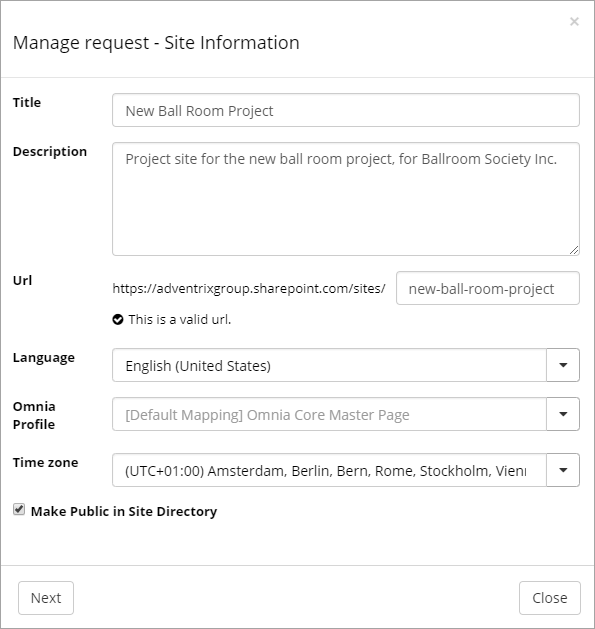 ×
Manage request - Site Information
Title
New Ball Room Project
Description
Project site for the new ball room project, for Ballroom Society Inc.
Url
https://adventrixgroup.sharepoint.com/sites/ new-ball-room-project
This is a valid url.
Language
English (United States)
Omnia
Profile
[Default Mapping] Omnia Core Master Page
Time zone
(UTC+01:00) Amsterdam, Berlin, Bern, Rome, Stockholm, Vienn
Make Public in Site Directory
Next
Close